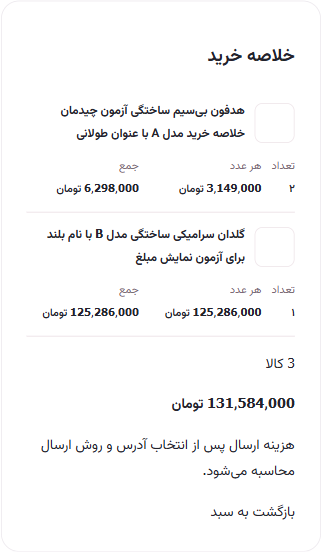 خلاصه خرید
هدفون بی‌سیم ساختگی آزمون چیدمان
خلاصه خرید مدل A با عنوان طولانی
تعداد هر عدد جمع
۲ 3,149,000 تومان 6,298,000 تومان
گلدان سرامیکی ساختگی مدل B با نام بلند
برای آزمون نمایش مبلغ
تعداد هر عدد جمع
۱ 125,286,000 تومان 125,286,000 تومان
3 کالا
131,584,000 تومان
هزینه ارسال پس از انتخاب آدرس و روش ارسال
محاسبه می‌شود.
بازگشت به سبد